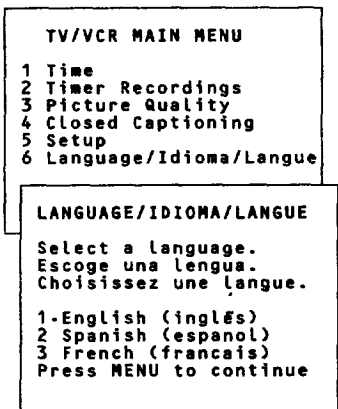 TV/VCR MAIN MENU
1 Time
2 Timer Recordings
3 Picture Quality
4 Closed Captioning
5 Setup
6 Language/Idioma/Langue
LANGUAGE/IDIOMA/LANGUE
Select a language.
Escoge una lengua.
Choisissez une langue.
1·English (inglés)
2 Spanish (espanol)
3 French (francais)
Press MENU to continue